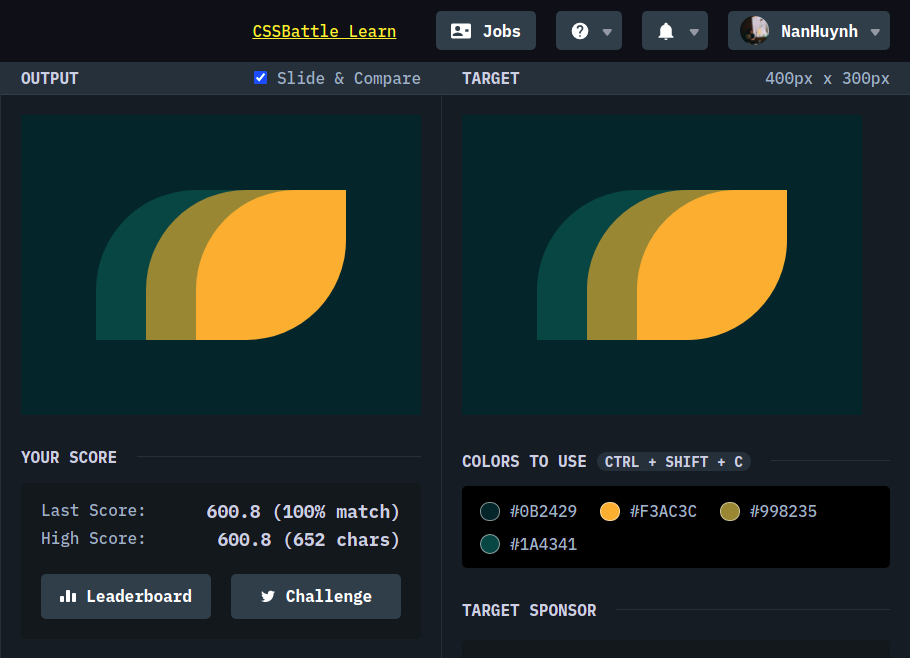 CSSBattle Learn
Jobs
NanHuynh
OUTPUT
Slide & Compare
TARGET
400px x 300px
YOUR SCORE
Last Score: 600.8 (100% match)
High Score: 600.8 (652 chars)
Leaderboard
Challenge
COLORS TO USE CTRL + SHIFT + C
#0B2429 #F3AC3C #998235
#1A4341
TARGET SPONSOR